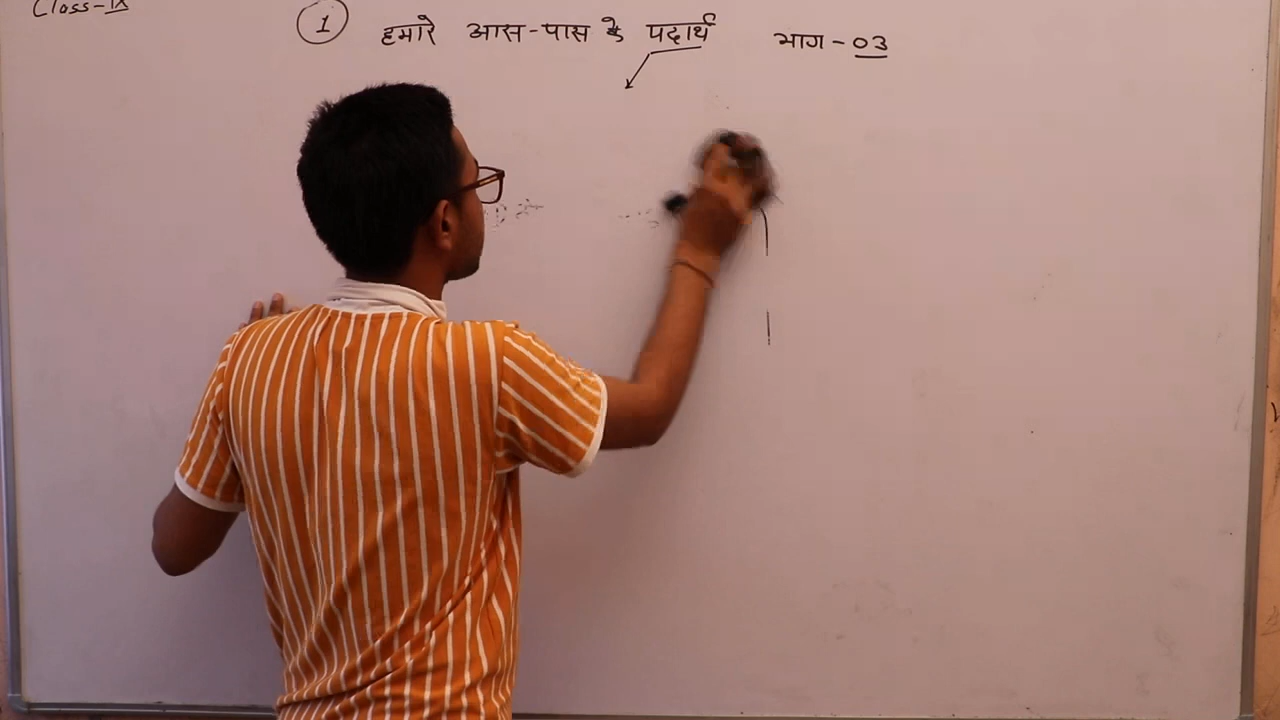 Class-IX
1 हमारे आस-पास के पदार्थ भाग-03